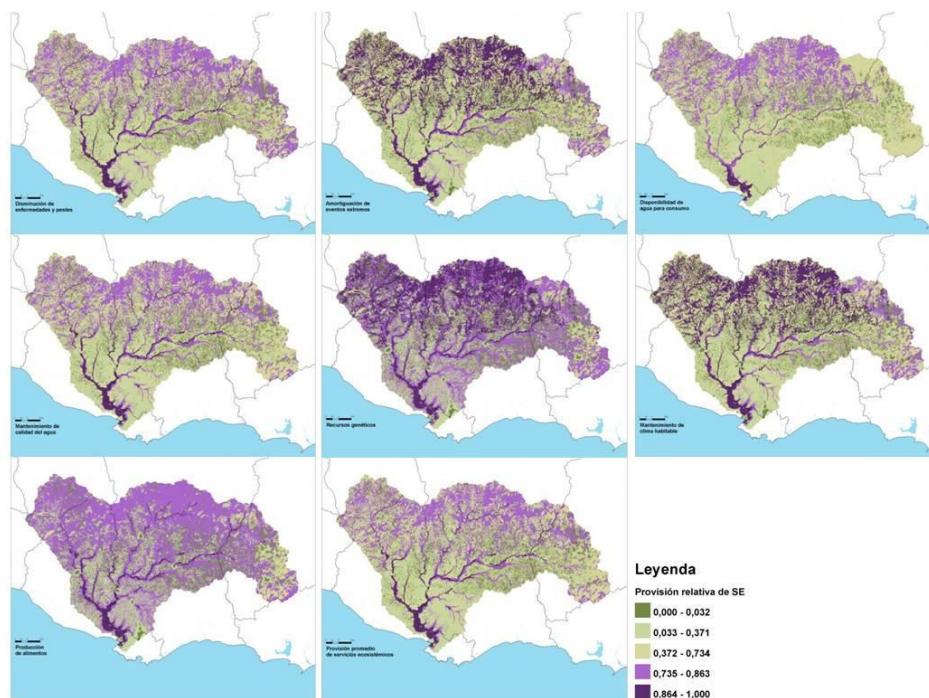 Disminución de
enfermedades y pestes
Amortiguación de
eventos extremos
Disponibilidad de
agua para consumo
Mantenimiento de
calidad del agua
Recursos genéticos
Mantenimiento de
clima habitable
Producción
de alimentos
Provisión promedio
de servicios ecosistémicos
Leyenda
Provisión relativa de SE
0,000 - 0,032
0,033 - 0,371
0,372 - 0,734
0,735 - 0,863
0,864 - 1,000